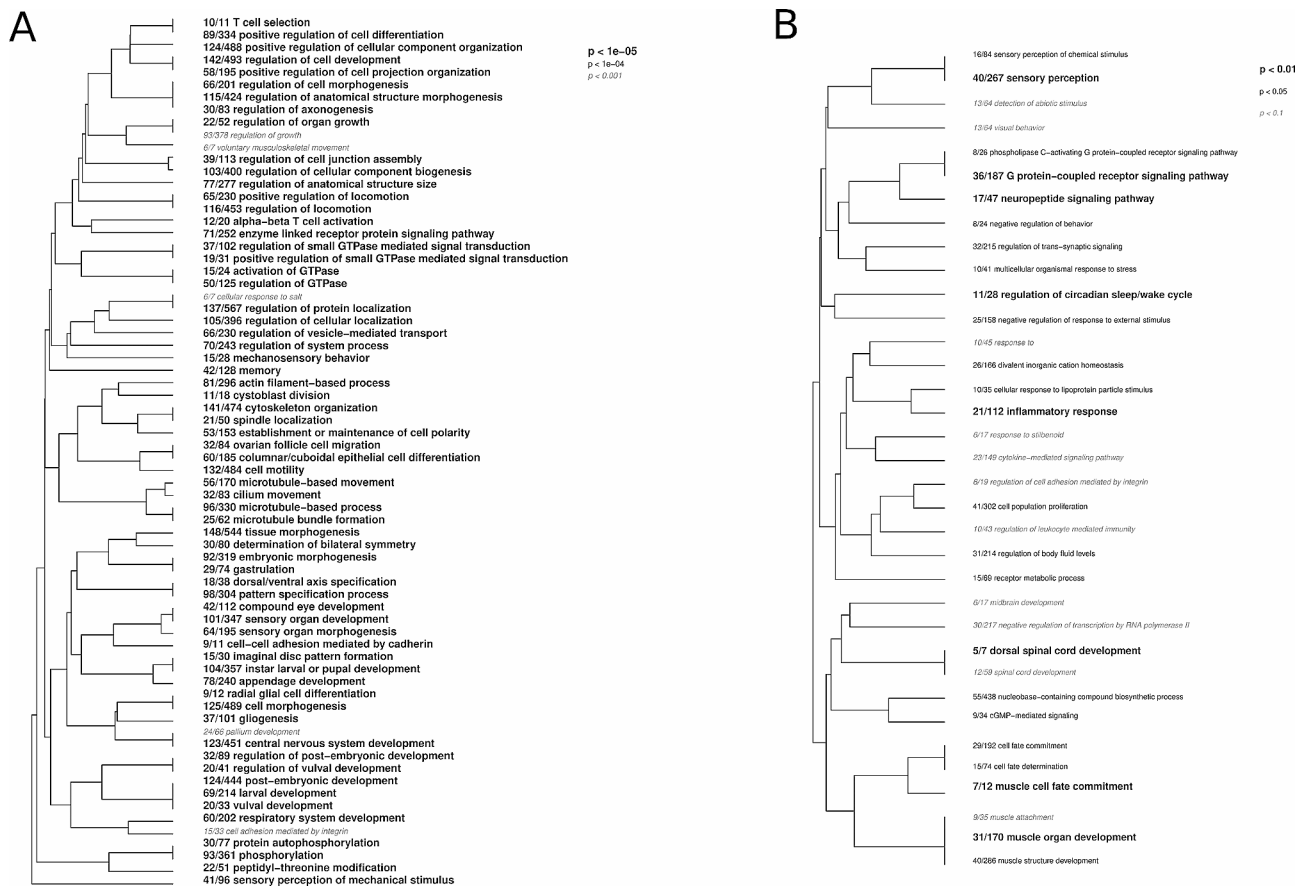 A
10/11 T cell selection
89/334 positive regulation of cell differentiation
124/488 positive regulation of cellular component organization
142/493 regulation of cell development
58/195 positive regulation of cell projection organization
66/201 regulation of cell morphogenesis
115/424 regulation of anatomical structure morphogenesis
30/83 regulation of axonogenesis
22/52 regulation of organ growth
93/378 regulation of growth
6/7 voluntary musculoskeletal movement
39/113 regulation of cell junction assembly
103/400 regulation of cellular component biogenesis
77/277 regulation of anatomical structure size
65/230 positive regulation of locomotion
116/453 regulation of locomotion
12/20 alpha−beta T cell activation
71/252 enzyme linked receptor protein signaling pathway
37/102 regulation of small GTPase mediated signal transduction
19/31 positive regulation of small GTPase mediated signal transduction
15/24 activation of GTPase
50/125 regulation of GTPase
6/7 cellular response to salt
137/567 regulation of protein localization
105/396 regulation of cellular localization
66/230 regulation of vesicle−mediated transport
70/243 regulation of system process
15/28 mechanosensory behavior
42/128 memory
81/296 actin filament−based process
11/18 cystoblast division
141/474 cytoskeleton organization
21/50 spindle localization
53/153 establishment or maintenance of cell polarity
32/84 ovarian follicle cell migration
60/185 columnar/cuboidal epithelial cell differentiation
132/484 cell motility
56/170 microtubule−based movement
32/83 cilium movement
96/330 microtubule−based process
25/62 microtubule bundle formation
148/544 tissue morphogenesis
30/80 determination of bilateral symmetry
92/319 embryonic morphogenesis
29/74 gastrulation
18/38 dorsal/ventral axis specification
98/304 pattern specification process
42/112 compound eye development
101/347 sensory organ development
64/195 sensory organ morphogenesis
9/11 cell−cell adhesion mediated by cadherin
15/30 imaginal disc pattern formation
104/357 instar larval or pupal development
78/240 appendage development
9/12 radial glial cell differentiation
125/489 cell morphogenesis
37/101 gliogenesis
24/66 pallium development
123/451 central nervous system development
32/89 regulation of post−embryonic development
20/41 regulation of vulval development
124/444 post−embryonic development
69/214 larval development
20/33 vulval development
60/202 respiratory system development
15/33 cell adhesion mediated by integrin
30/77 protein autophosphorylation
93/361 phosphorylation
22/51 peptidyl−threonine modification
41/96 sensory perception of mechanical stimulus
p < 1e−05
p < 1e−04
p < 0.001
B
16/84 sensory perception of chemical stimulus
40/267 sensory perception
13/64 detection of abiotic stimulus
13/64 visual behavior
8/26 phospholipase C−activating G protein−coupled receptor signaling pathway
36/187 G protein−coupled receptor signaling pathway
17/47 neuropeptide signaling pathway
6/24 negative regulation of behavior
32/215 regulation of trans−synaptic signaling
10/41 multicellular organismal response to stress
11/28 regulation of circadian sleep/wake cycle
25/158 negative regulation of response to external stimulus
10/45 response to
26/166 divalent inorganic cation homeostasis
10/35 cellular response to lipoprotein particle stimulus
21/112 inflammatory response
6/17 response to stilbenoid
23/149 cytokine−mediated signaling pathway
6/19 regulation of cell adhesion mediated by integrin
41/302 cell population proliferation
10/43 regulation of leukocyte mediated immunity
31/214 regulation of body fluid levels
15/69 receptor metabolic process
6/17 midbrain development
30/217 negative regulation of transcription by RNA polymerase II
5/7 dorsal spinal cord development
12/59 spinal cord development
55/438 nucleobase−containing compound biosynthetic process
9/34 cGMP−mediated signaling
29/192 cell fate commitment
15/74 cell fate determination
7/12 muscle cell fate commitment
9/35 muscle attachment
31/170 muscle organ development
40/286 muscle structure development
p < 0.01
p < 0.05
p < 0.1